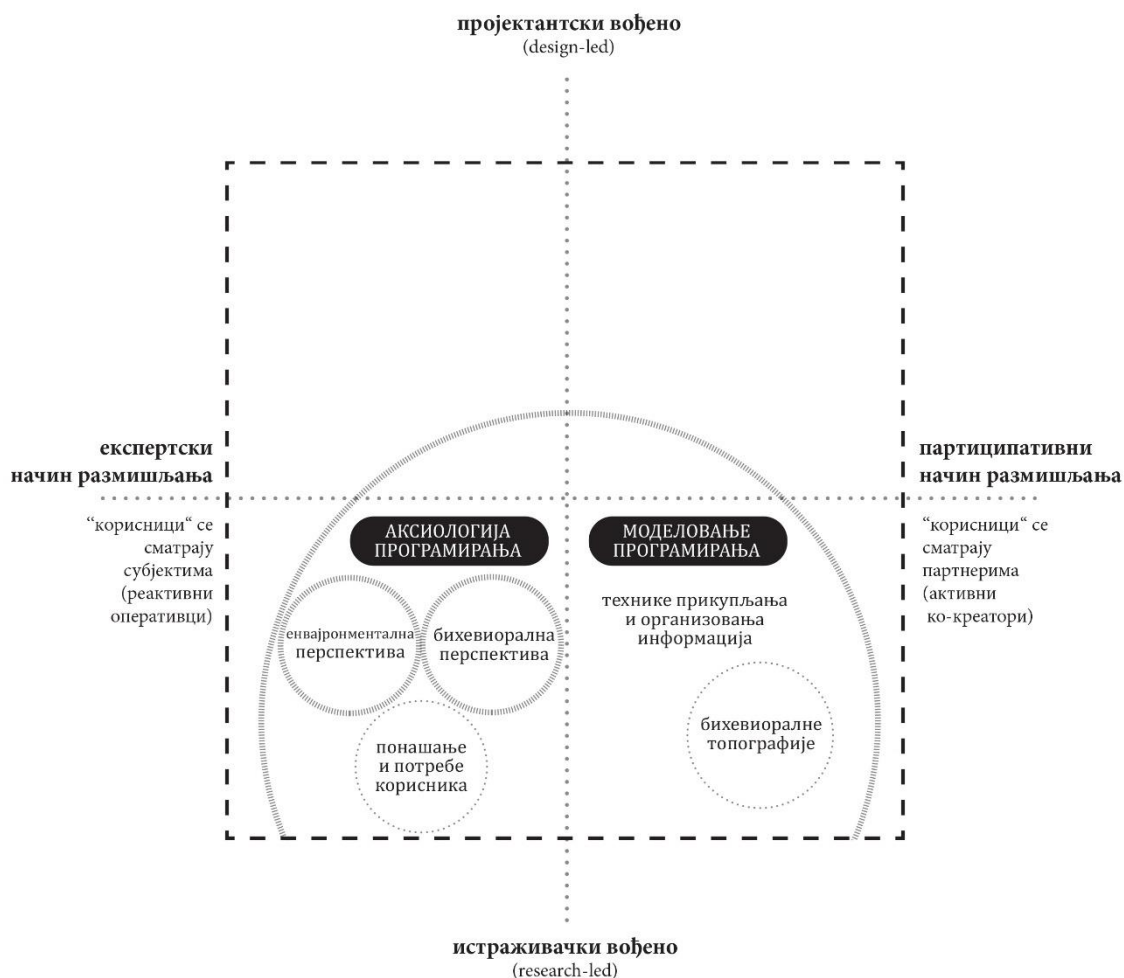 пројектантски вођено
(design-led)
експертски
начин размишљања
“корисници“ се
сматрају
субјектима
(реактивни
оперативци)
партиципативни
начин размишљања
“корисници“ се
сматрају
партнерима
(активни
ко-креатори)
АКСИОЛОГИЈА
ПРОГРАМИРАЊА
МОДЕЛОВАЊЕ
ПРОГРАМИРАЊА
енвајронментална
перспектива
бихевиорална
перспектива
понашање
и потребе
корисника
технике прикупљања
и организовања
информација
бихевиоралне
топографије
истраживачки вођено
(research-led)